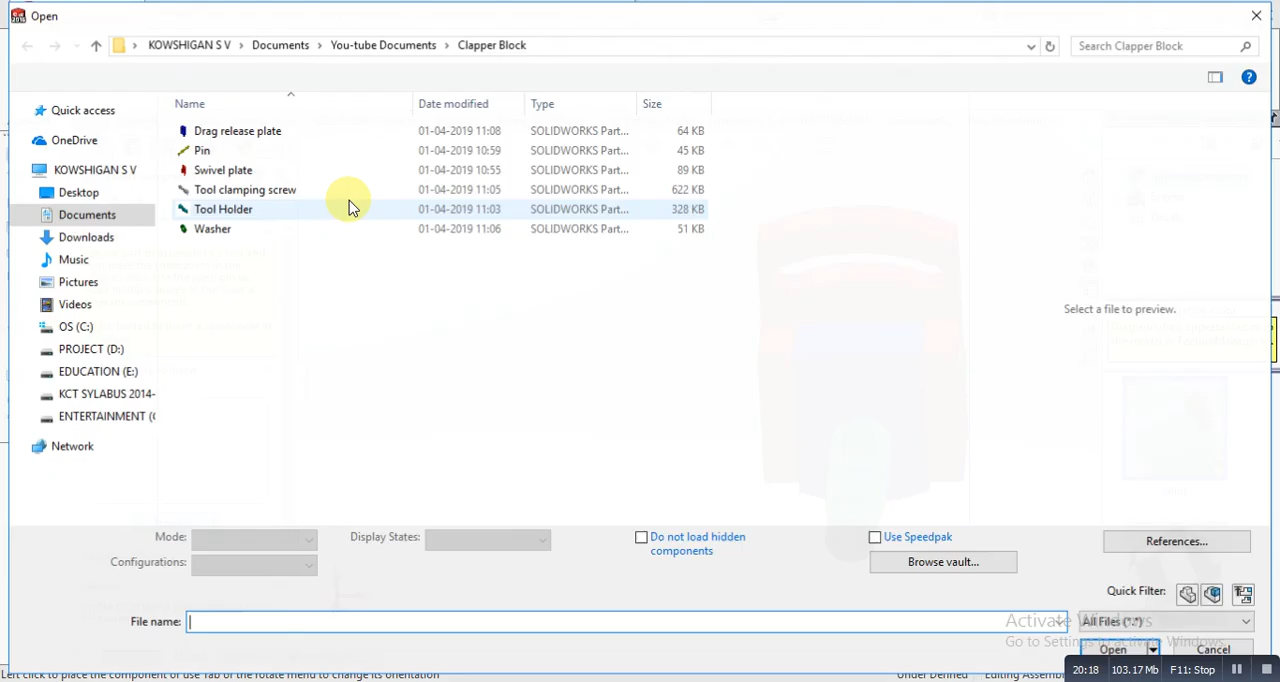 Open
KOWSHIGAN S V > Documents > You-tube Documents > Clapper Block
Search Clapper Block
Quick access
OneDrive
KOWSHIGAN S V
Desktop
Documents
Downloads
Music
Pictures
Videos
OS (C:)
PROJECT (D:)
EDUCATION (E:)
KCT SYLABUS 2014-
ENTERTAINMENT (
Network
Name Date modified Type Size
Drag release plate 01-04-2019 11:08 SOLIDWORKS Part... 64 KB
Pin 01-04-2019 10:59 SOLIDWORKS Part... 45 KB
Swivel plate 01-04-2019 10:55 SOLIDWORKS Part... 89 KB
Tool clamping screw 01-04-2019 11:05 SOLIDWORKS Part... 622 KB
Tool Holder 01-04-2019 11:03 SOLIDWORKS Part... 328 KB
Washer 01-04-2019 11:06 SOLIDWORKS Part... 51 KB
Select a file to preview.
Mode:
Display States:
Do not load hidden
components
Use Speedpak
References...
Configurations:
Browse vault...
Quick Filter:
File name:
All Files (*.*)
Activate Windows
Go to Settings to activate Windows.
Open
Cancel
Left click to place the component or use Tab of the rotate menu to change its orientation
Under Defined
Editing Assemb
20:18 103.17 Mb F11: Stop